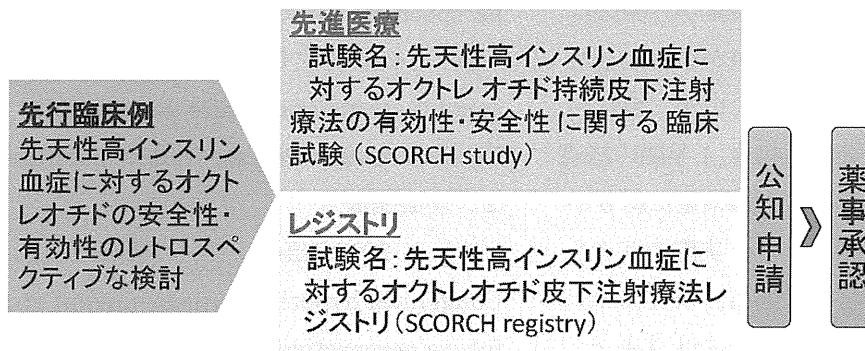 先行臨床例
先天性高インスリン
血症に対するオクト
レオチドの安全性・
有効性のレトロスペ
クティブな検討
先進医療
試験名：先天性高インスリン血症に
対するオクトレ オチド持続皮下注射
療法の有効性・安全性 に関する 臨床
試験（SCORCH study）
レジストリ
試験名：先天性高インスリン血症に
対するオクトレオチド皮下注射療法レ
ジストリ（SCORCH registry）
公知申請
薬事承認